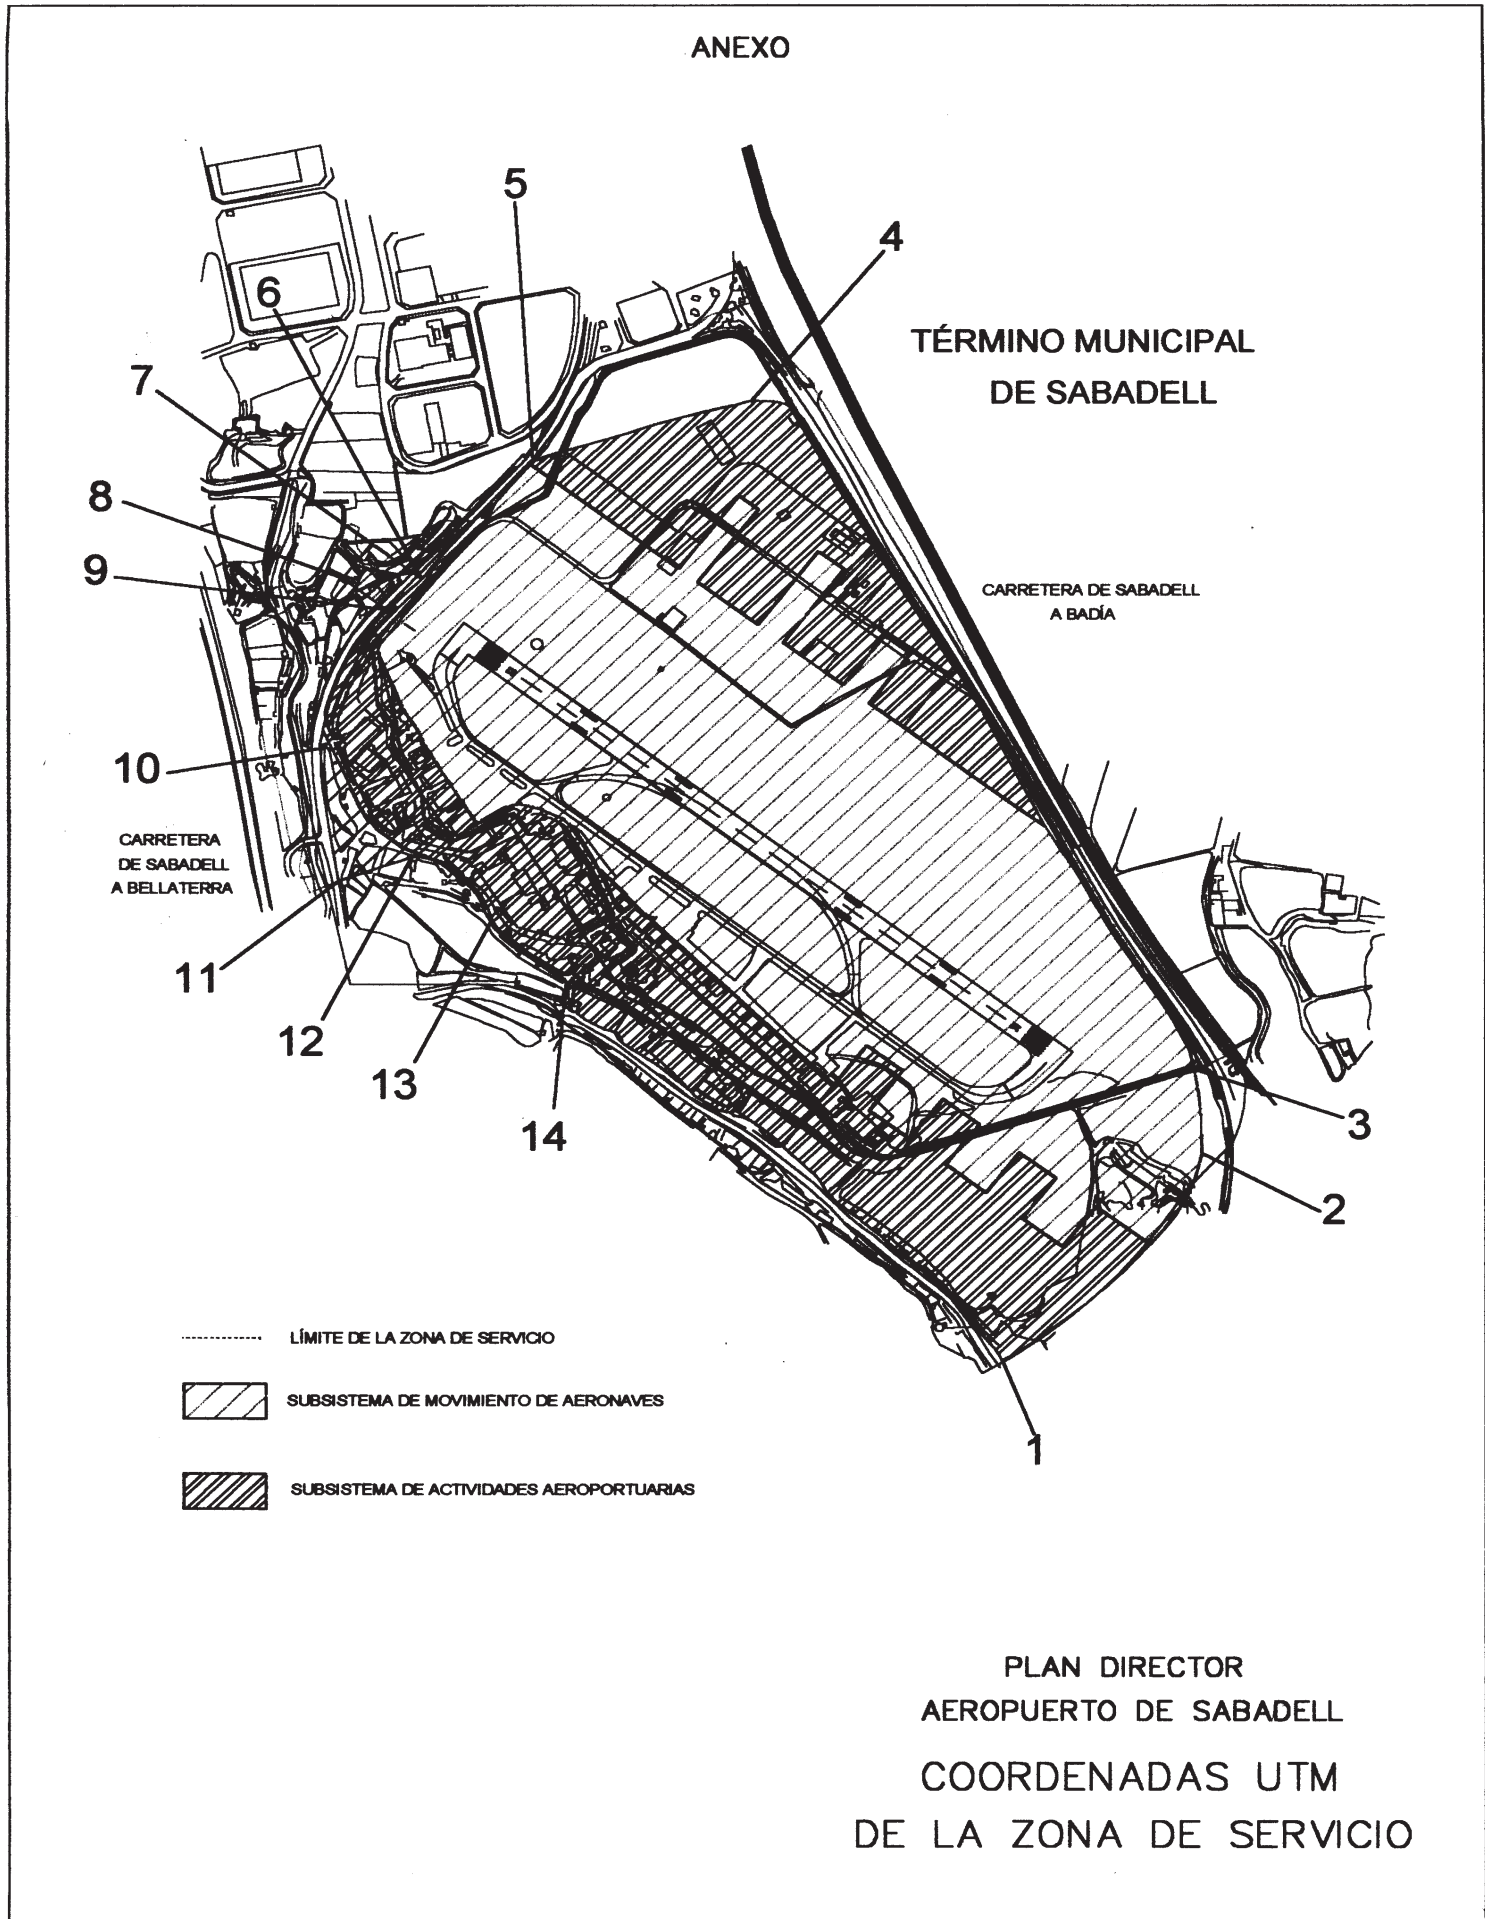 ANEXO
5
4
6
TÉRMINO MUNICIPAL
DE SABADELL
7
8
9
CARRETERA DE SABADELL
A BADÍA
10
CARRETERA
DE SABADELL
A BELLATERRA
11
12
13
14
3
2
LÍMITE DE LA ZONA DE SERVICIO
SUBSISTEMA DE MOVIMIENTO DE AERONAVES
1
SUBSISTEMA DE ACTIVIDADES AEROPORTUARIAS
PLAN DIRECTOR
AEROPUERTO DE SABADELL
COORDENADAS UTM
DE LA ZONA DE SERVICIO